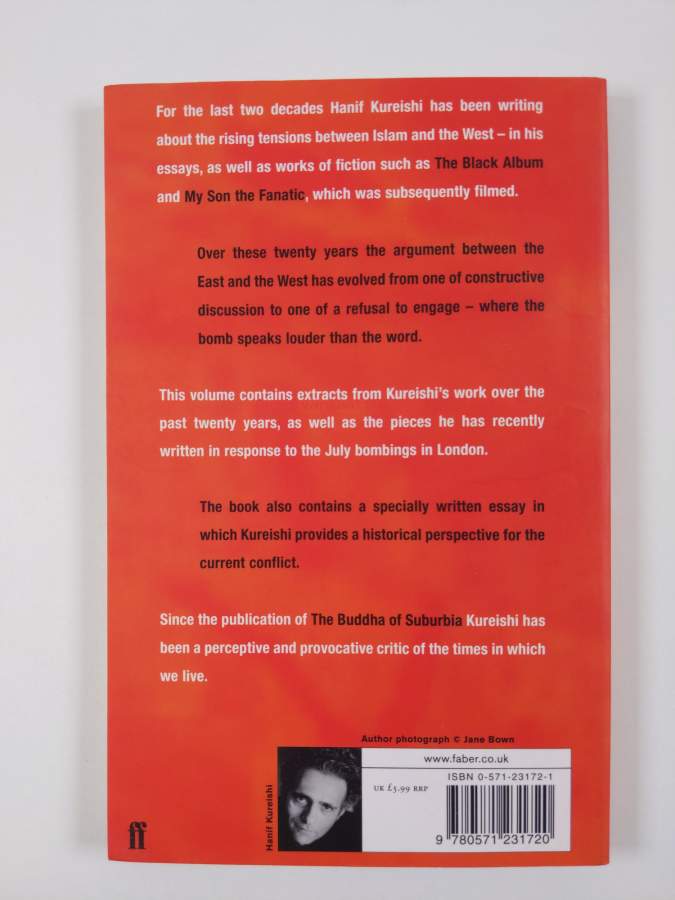 For the last two decades Hanif Kureishi has been writing
about the rising tensions between Islam and the West – in his
essays, as well as works of fiction such as The Black Album
and My Son the Fanatic, which was subsequently filmed.
Over these twenty years the argument between the
East and the West has evolved from one of constructive
discussion to one of a refusal to engage – where the
bomb speaks louder than the word.
This volume contains extracts from Kureishi's work over the
past twenty years, as well as the pieces he has recently
written in response to the July bombings in London.
The book also contains a specially written essay in
which Kureishi provides a historical perspective for the
current conflict.
Since the publication of The Buddha of Suburbia Kureishi has
been a perceptive and provocative critic of the times in which
we live.
Author photograph © Jane Bown
Hanif Kureishi
www.faber.co.uk
UK £5.99 RRP
ISBN 0-571-23172-1
9 780571 231720
ff